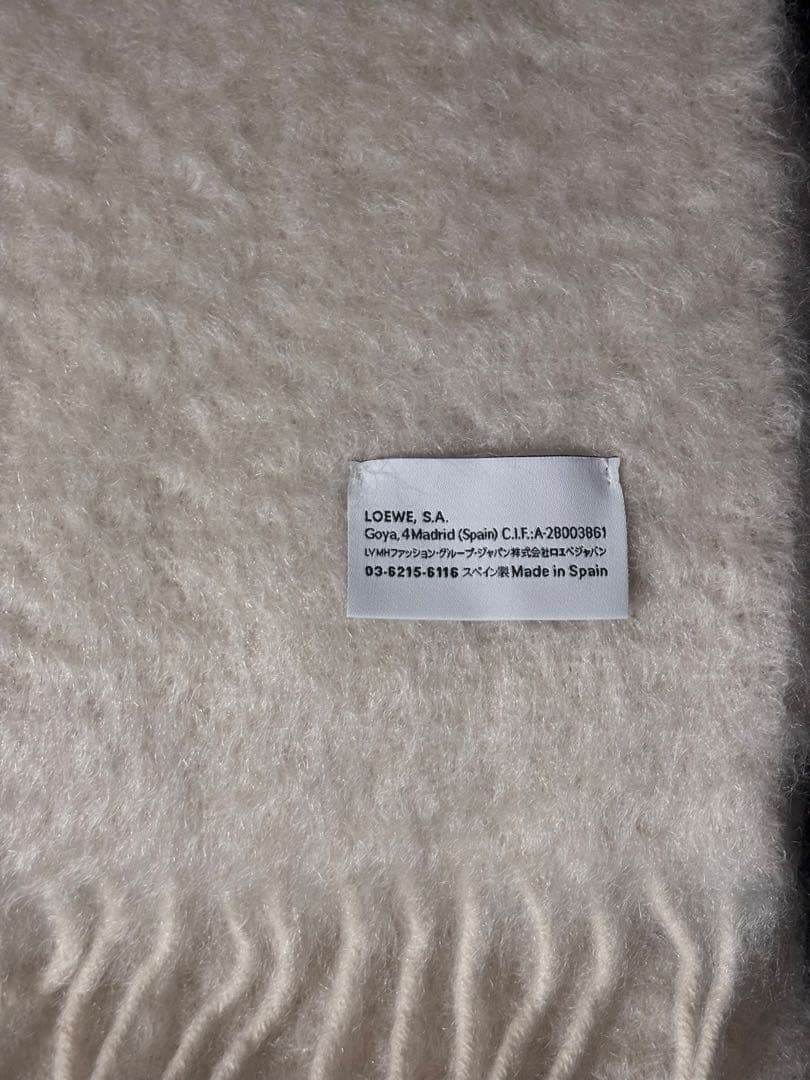 LOEWE, S.A.
Goya, 4 Madrid (Spain) C.I.F.:A-28003861
LVMHファッション・グループ・ジャパン株式会社ロエベジャパン
03-6215-6116 スペイン製 Made in Spain